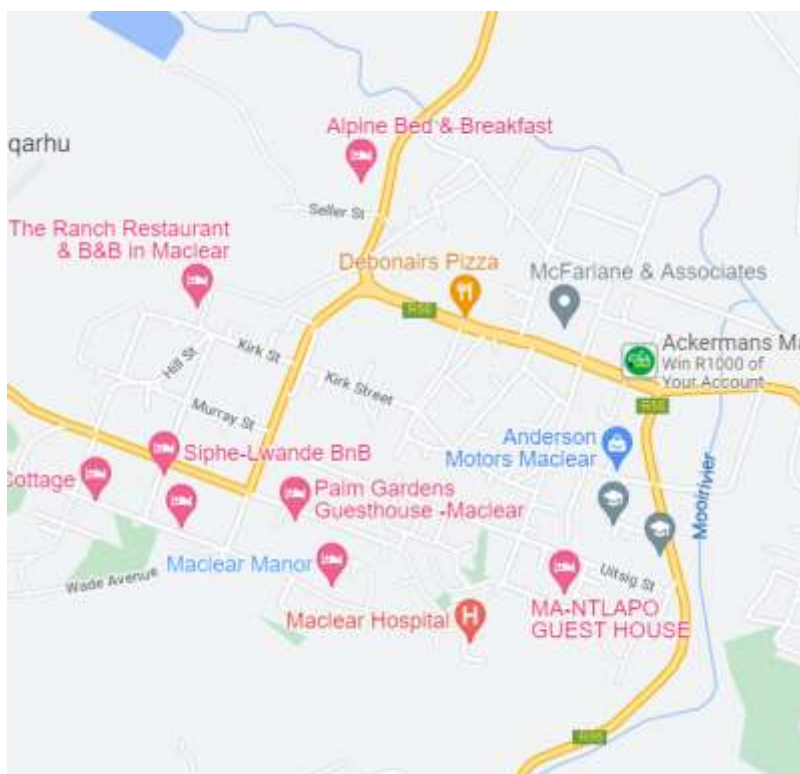 Alpine Bed & Breakfast
qarhu
Seller St
The Ranch Restaurant
& B&B in Maclear
Debonairs Pizza
McFarlane & Associates
R56
Ackermans Ma
Win R1000 of
Your Account
Kirk St
Hill St
Kirk Street
R56
Murray St
Anderson
Motors Maclear
Siphe-Lwande BnB
Cottage
Palm Gardens
Guesthouse -Maclear
Mooirivier
Maclear Manor
Wade Avenue
Uitsig St
MA-NTLAPO
GUEST HOUSE
Maclear Hospital
H
R56